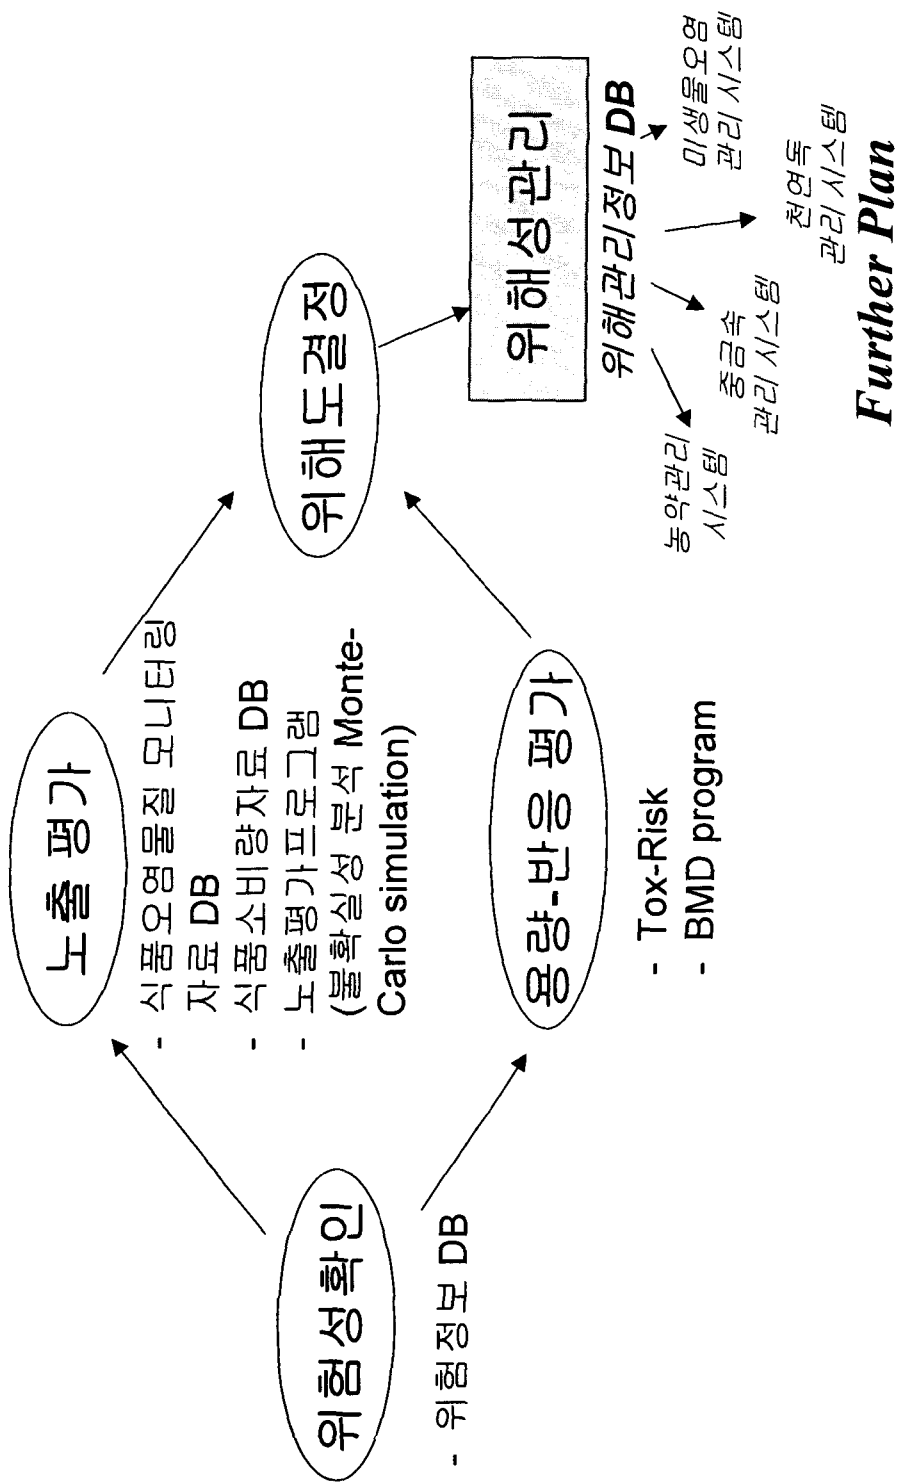 위험성확인
- 위험정보 DB
노출 평가
- 식품오염물질 모니터링
자료 DB
- 식품소비량자료 DB
- 노출평가프로그램
(불확실성 분석 Monte-
Carlo simulation)
용량-반응 평가
- Tox-Risk
- BMD program
위해도결정
위해성관리
위해관리정보 DB
농약관리
시스템
중금속
관리 시스템
천연독
관리 시스템
미생물오염
관리 시스템
Further Plan